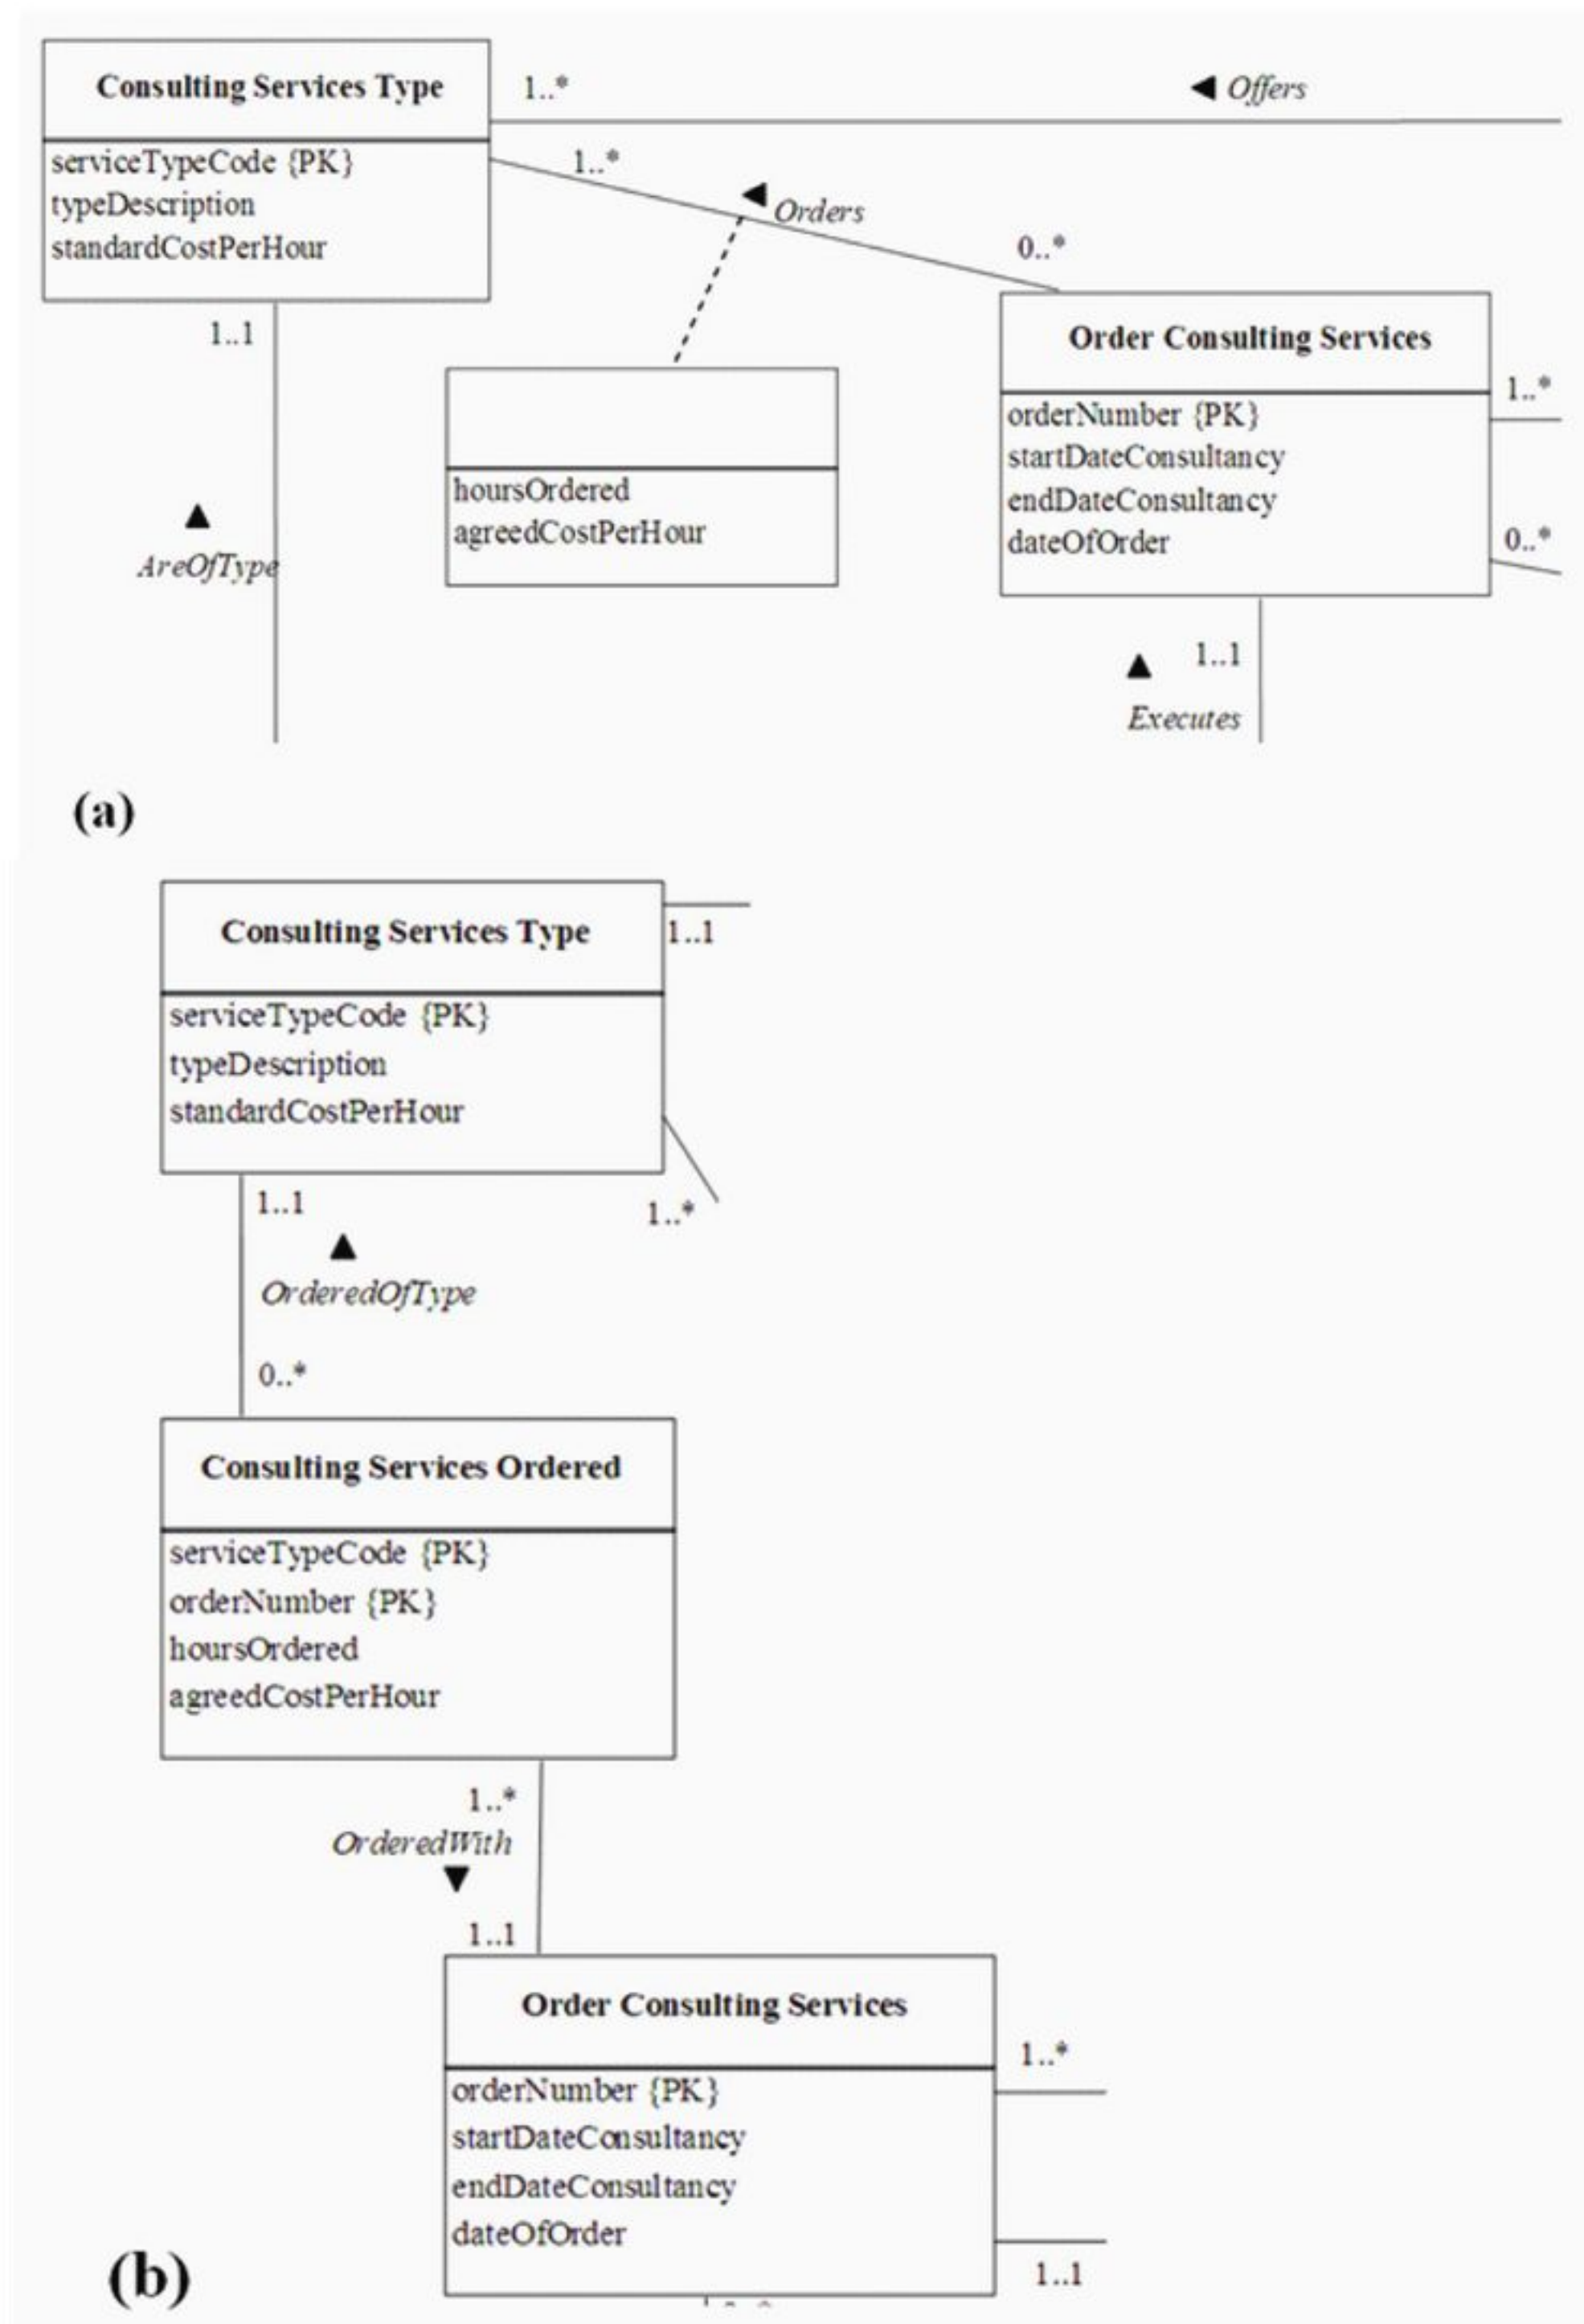 Consulting Services Type
1..*
◀ Offers
serviceTypeCode {PK}
typeDescription
standardCostPerHour
1..*
◀ Orders
0..*
1..1
Order Consulting Services
1..*
orderNumber {PK}
startDateConsultancy
endDateConsultancy
dateOfOrder
0..*
hoursOrdered
agreedCostPerHour
▲
AreOfType
▲ 1..1
Executes
(a)
Consulting Services Type
1..1
serviceTypeCode {PK}
typeDescription
standardCostPerHour
1..1
1..*
▲
OrderedOfType
0..*
Consulting Services Ordered
serviceTypeCode {PK}
orderNumber {PK}
hoursOrdered
agreedCostPerHour
1..*
OrderedWith
▼
1..1
Order Consulting Services
1..*
orderNumber {PK}
startDateConsultancy
endDateConsultancy
dateOfOrder
1..1
(b)